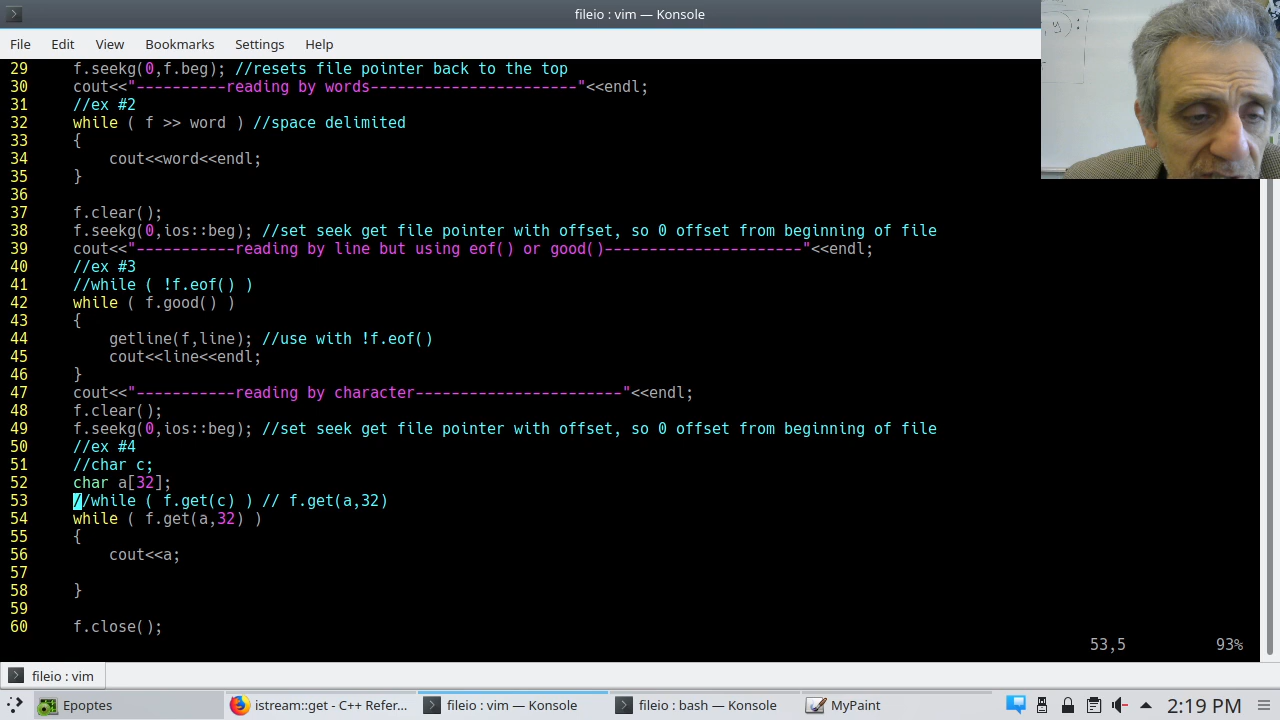 fileio : vim — Konsole
File Edit View Bookmarks Settings Help
29 f.seekg(0,f.beg); //resets file pointer back to the top
30 cout<<"----------reading by words-----------------------"<<endl;
31 //ex #2
32 while ( f >> word ) //space delimited
33 {
34 cout<<word<<endl;
35 }
36
37 f.clear();
38 f.seekg(0,ios::beg); //set seek get file pointer with offset, so 0 offset from beginning of file
39 cout<<"-----------reading by line but using eof() or good()----------------------"<<endl;
40 //ex #3
41 //while ( !f.eof() )
42 while ( f.good() )
43 {
44 getline(f,line); //use with !f.eof()
45 cout<<line<<endl;
46 }
47 cout<<"-----------reading by character-----------------------"<<endl;
48 f.clear();
49 f.seekg(0,ios::beg); //set seek get file pointer with offset, so 0 offset from beginning of file
50 //ex #4
51 //char c;
52 char a[32];
53 //while ( f.get(c) ) // f.get(a,32)
54 while ( f.get(a,32) )
55 {
56 cout<<a;
57
58 }
59
60 f.close();
53,5 93%
fileio : vim
Epoptes istream::get - C++ Refer... fileio : vim — Konsole fileio : bash — Konsole MyPaint 2:19 PM